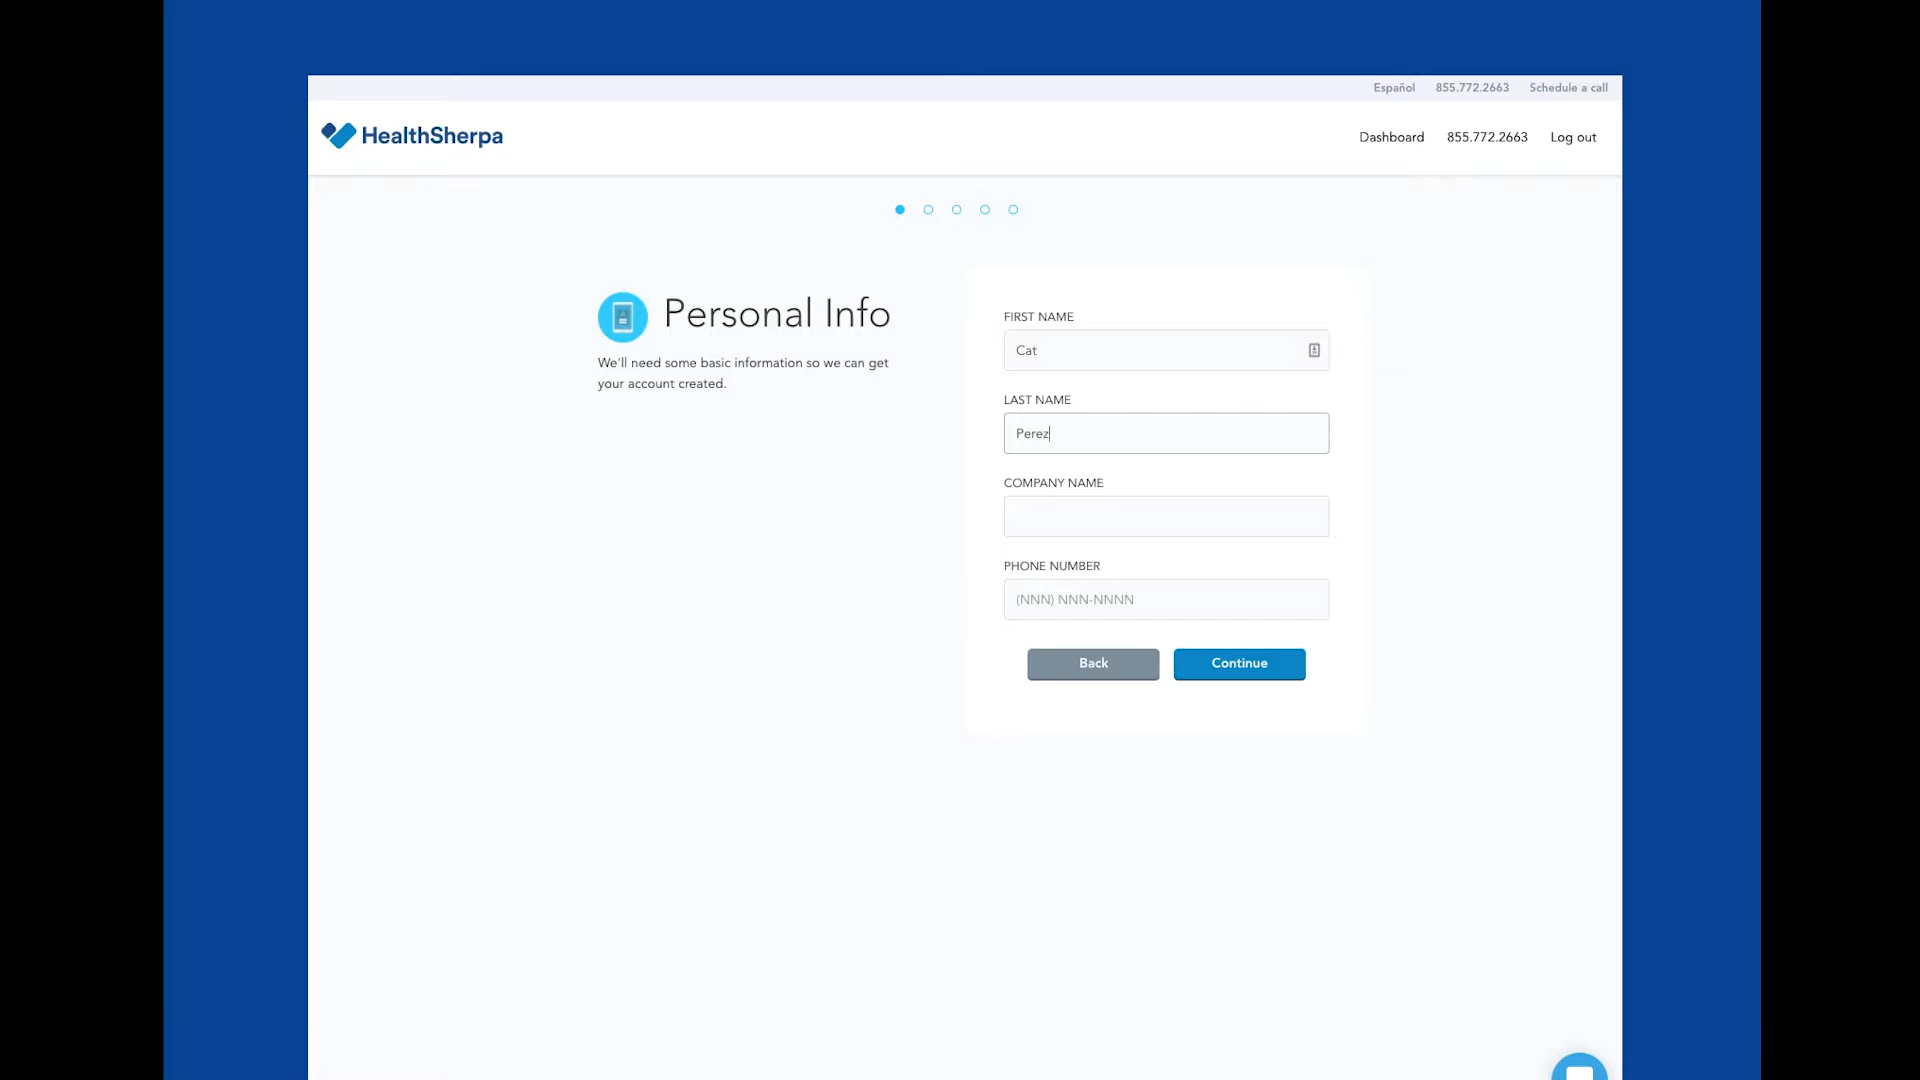 Español 855.772.2663 Schedule a call
HealthSherpa
Dashboard 855.772.2663 Log out
Personal Info
We'll need some basic information so we can get
your account created.
FIRST NAME
Cat
LAST NAME
Perez
COMPANY NAME
PHONE NUMBER
(NNN) NNN-NNNN
Back Continue